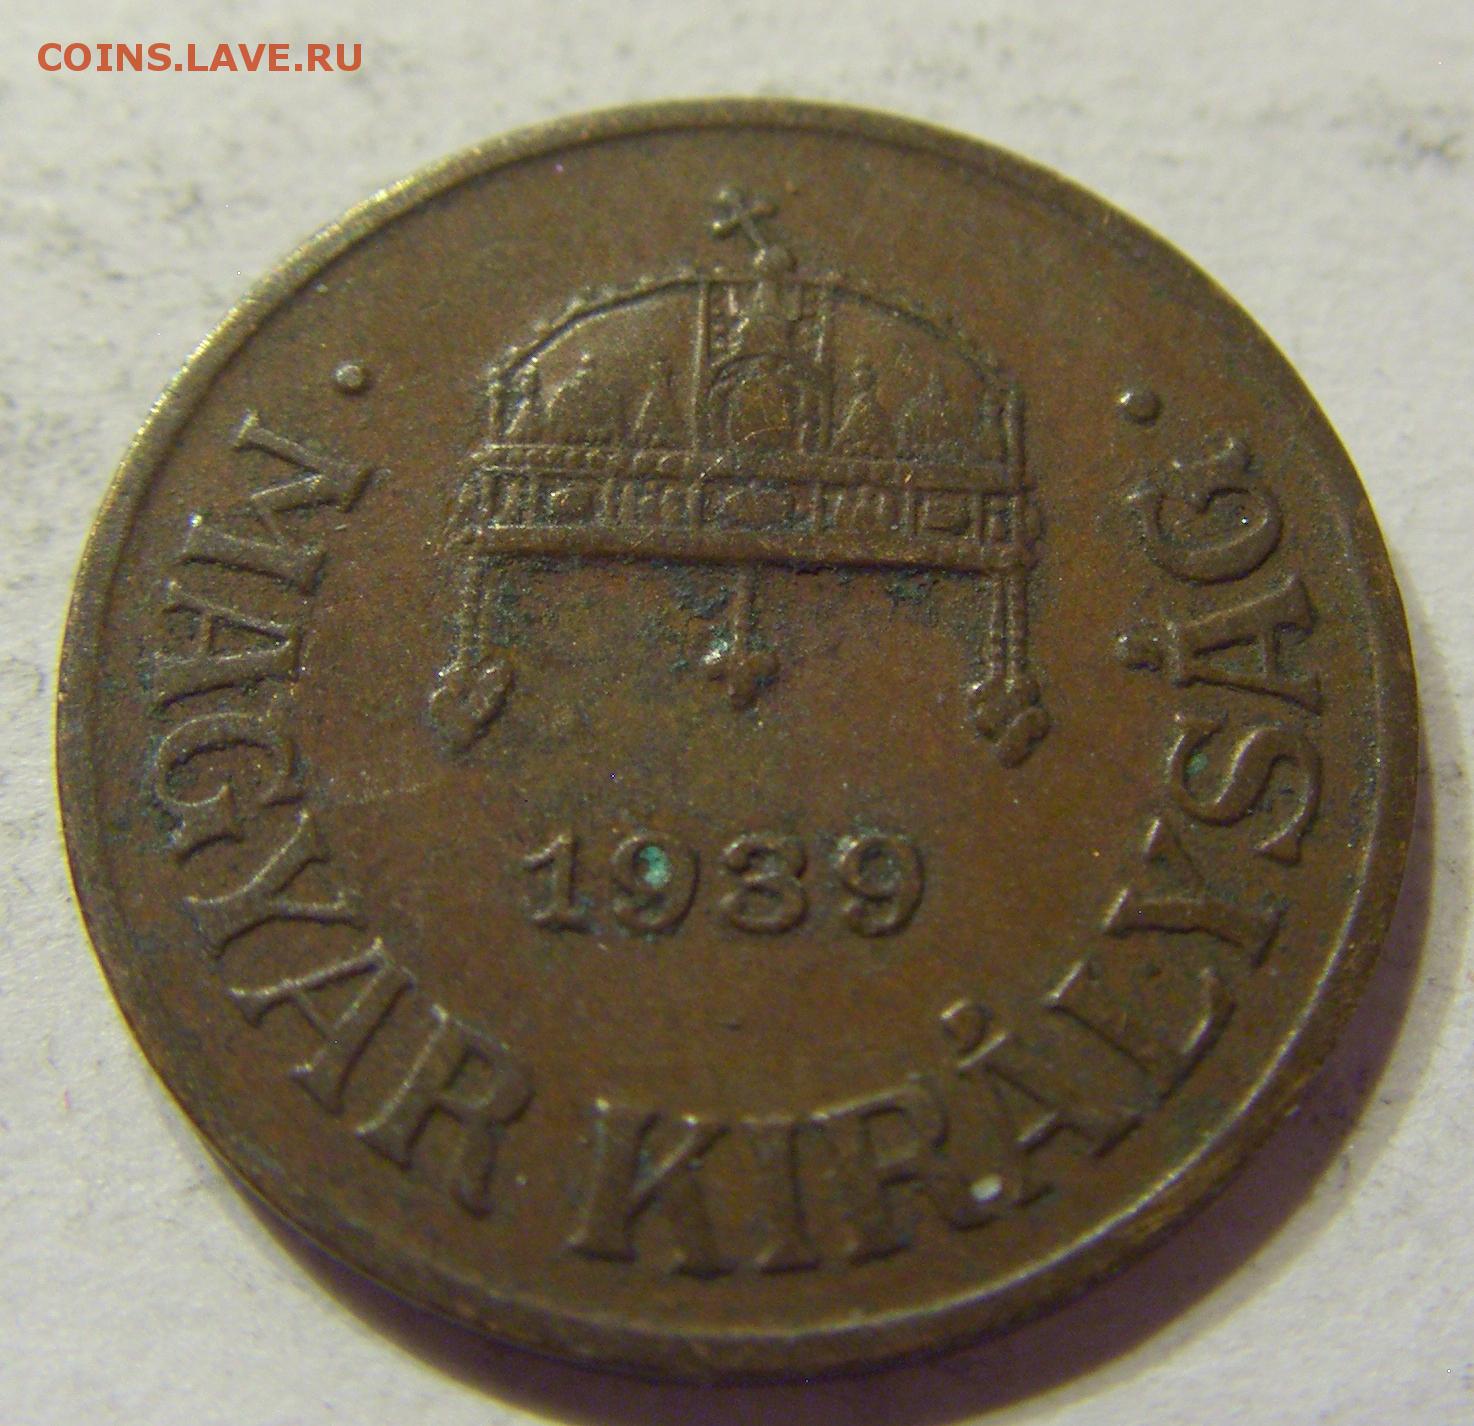 COINS.LAVE.RU
· MAGYAR KIRÁLYSÁG ·
1939